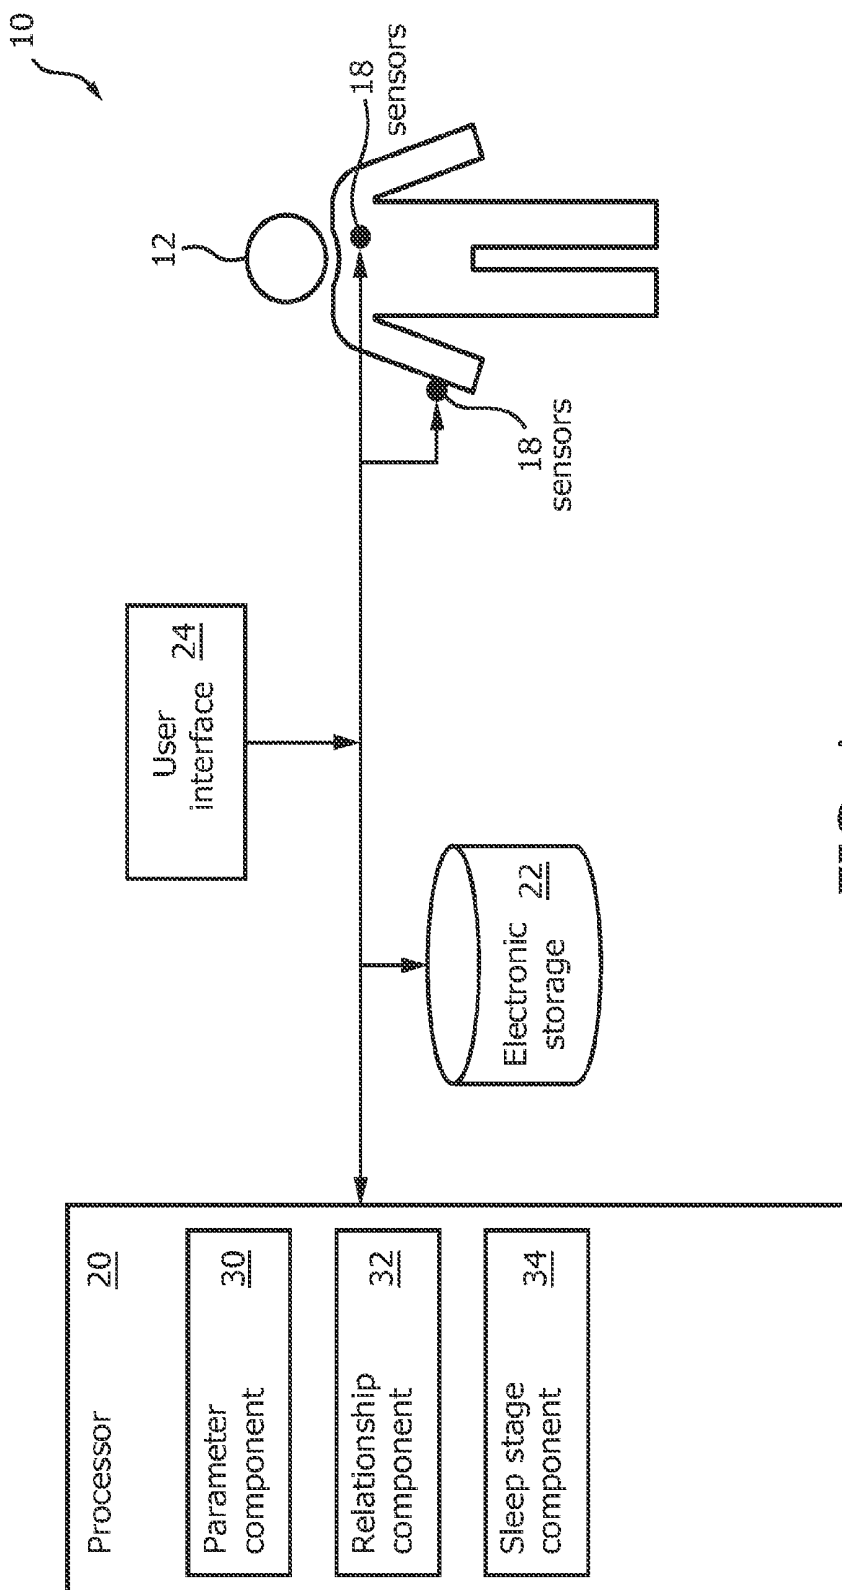 10
Processor 20
Parameter
component 30
Relationship
component 32
Sleep stage
component 34
User
interface 24
Electronic
storage 22
12
18
sensors
18
sensors